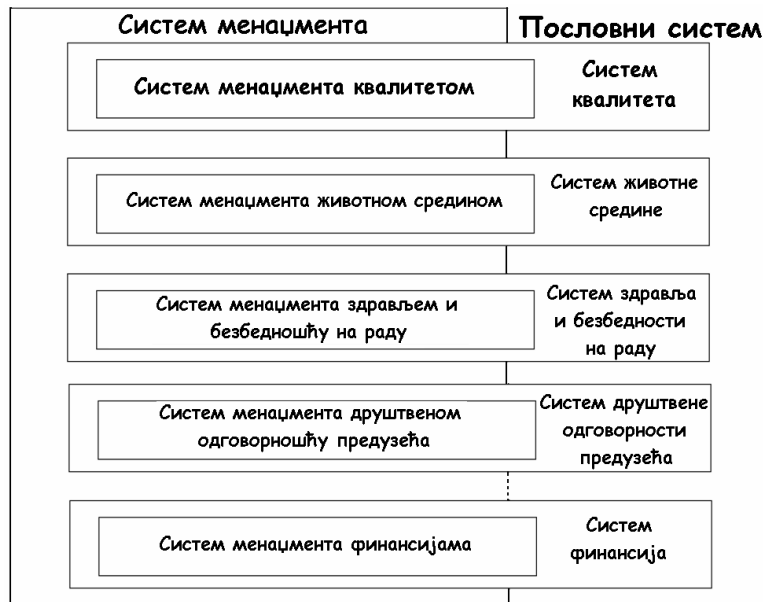 Систем менаџмента
Пословни систем
Систем менаџмента квалитетом
Систем
квалитета
Систем менаџмента животном средином
Систем животне
средине
Систем менаџмента здрављем и
безбедношћу на раду
Систем здравља
и безбедности
на раду
Систем менаџмента друштвеном
одговорношћу предузећа
Систем друштвене
одговорности
предузећа
Систем менаџмента финансијама
Систем
финансија